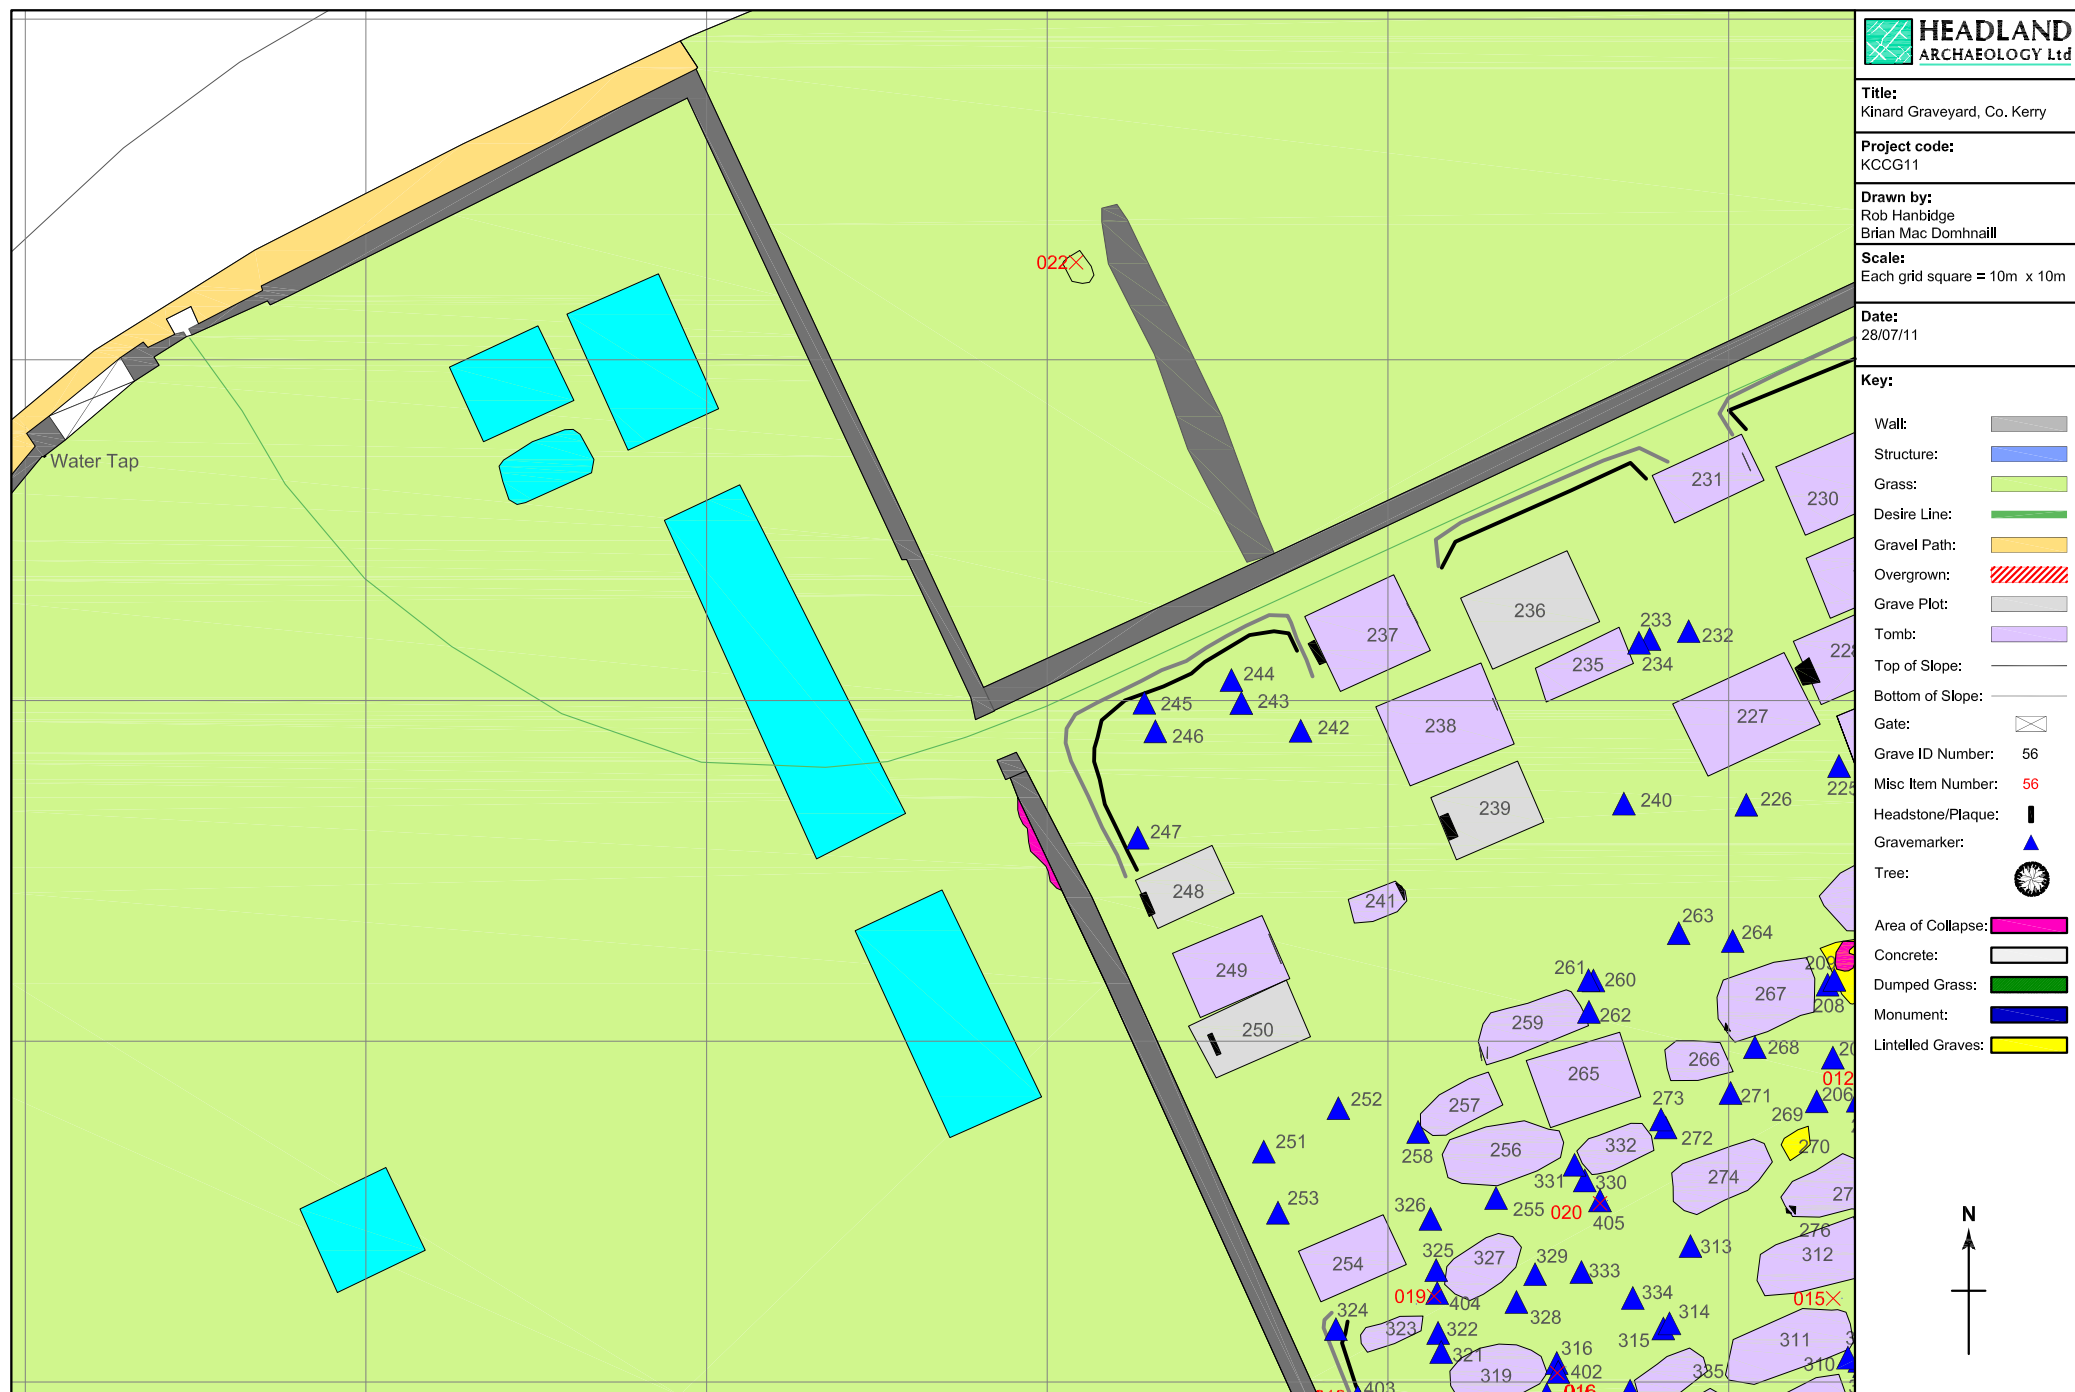 HEADLAND
ARCHAEOLOGY Ltd
Title:
Kinard Graveyard, Co. Kerry
Project code:
KCCG11
Drawn by:
Rob Hanbidge
Brian Mac Domhnaill
Scale:
Each grid square = 10m x 10m
Date:
28/07/11
Key:
Wall:
Structure:
Grass:
Desire Line:
Gravel Path:
Overgrown:
Grave Plot:
Tomb:
Top of Slope:
Bottom of Slope:
Gate:
Grave ID Number: 56
Misc Item Number: 56
Headstone/Plaque:
Gravemarker:
Tree:
Area of Collapse:
Concrete:
Dumped Grass:
Monument:
Lintelled Graves:
N
Water Tap
022
231
230
236
233
232
237
235
234
228
244
245
243
238
227
246
242
225
247
239
240
226
248
241
263
264
249
261
260
209
267
208
250
259
262
268
266
265
012
252
257
273
271
206
269
251
258
256
332
272
270
274
331
330
253
326
255
020
405
276
313
312
325
327
329
333
254
019
404
334
015
324
328
314
323
322
315
311
321
316
310
319
402
335
403
016